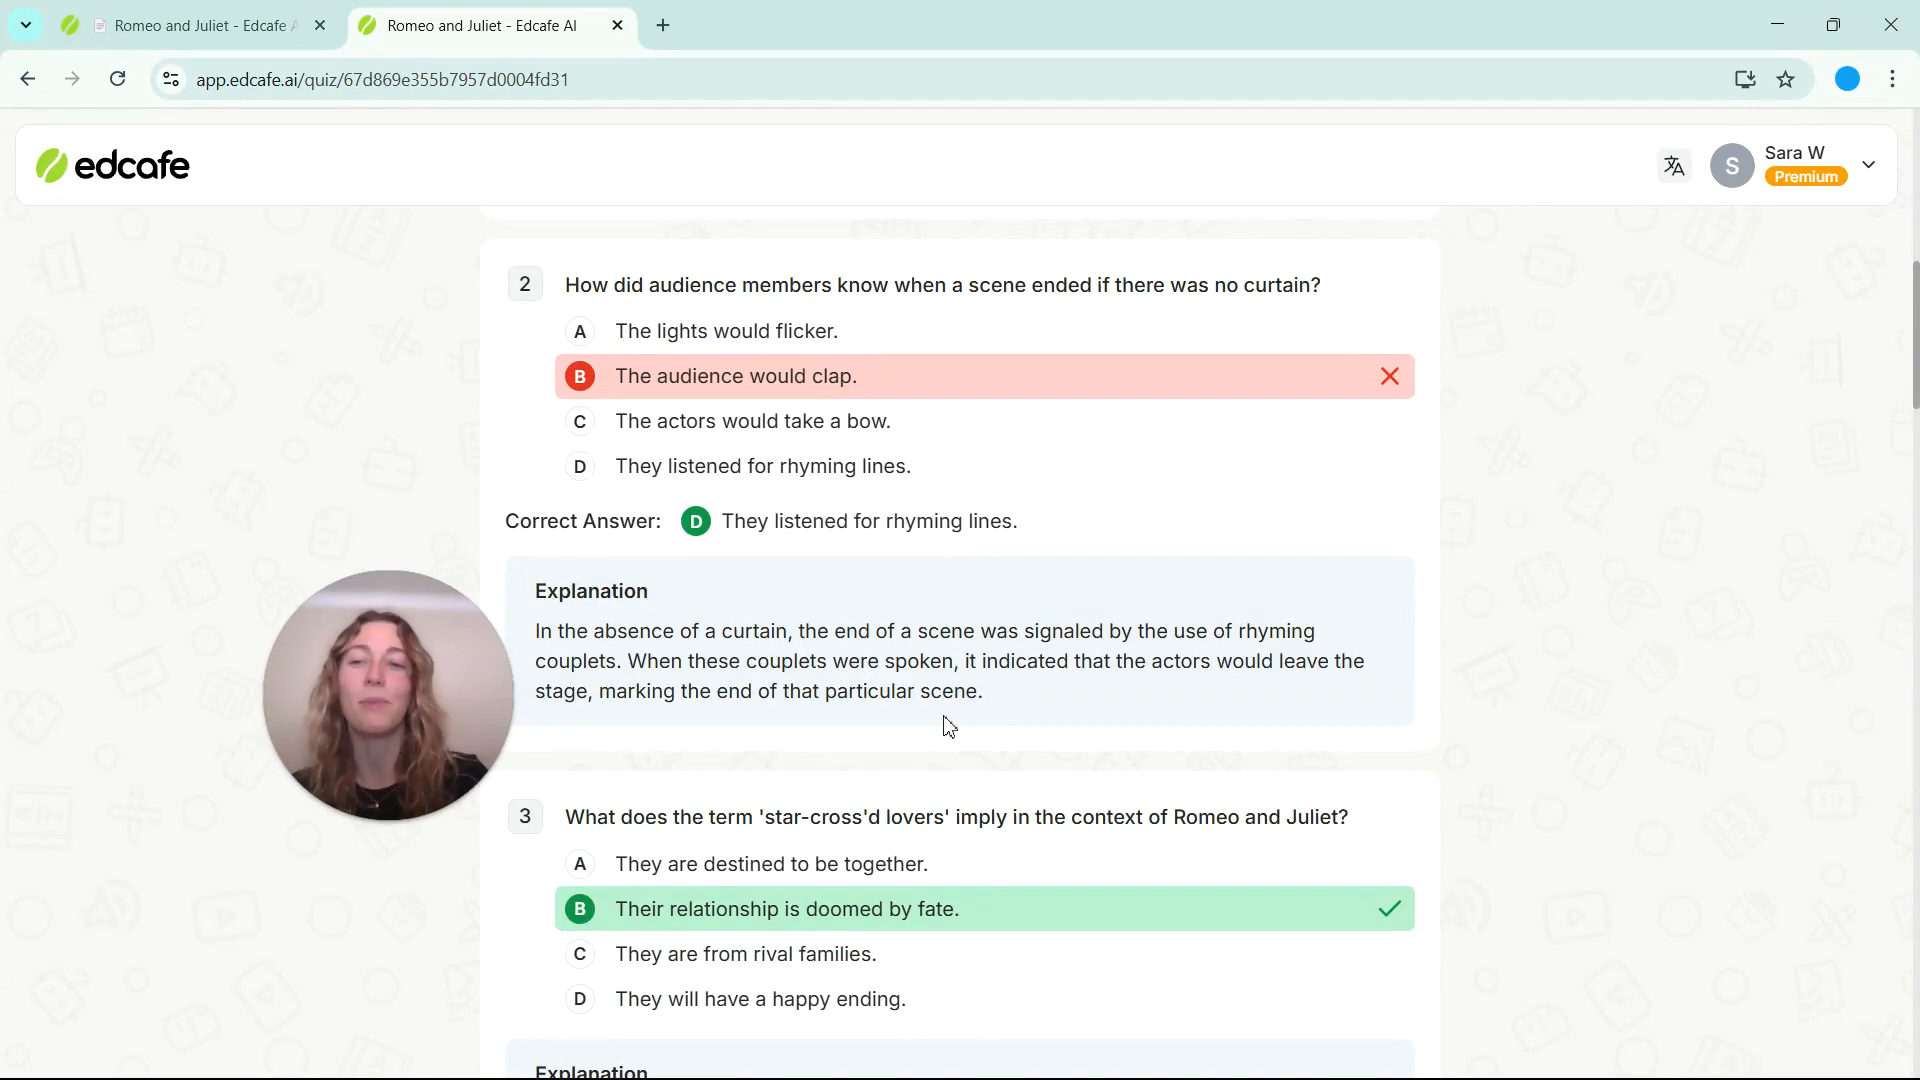 Romeo and Juliet - Edcafe A
Romeo and Juliet - Edcafe AI
app.edcafe.ai/quiz/67d869e355b7957d0004fd31
edcafe
S
Sara W
Premium
2 How did audience members know when a scene ended if there was no curtain?
A The lights would flicker.
B The audience would clap.
C The actors would take a bow.
D They listened for rhyming lines.
Correct Answer: D They listened for rhyming lines.
Explanation
In the absence of a curtain, the end of a scene was signaled by the use of rhyming
couplets. When these couplets were spoken, it indicated that the actors would leave the
stage, marking the end of that particular scene.
3 What does the term 'star-cross'd lovers' imply in the context of Romeo and Juliet?
A They are destined to be together.
B Their relationship is doomed by fate.
C They are from rival families.
D They will have a happy ending.
Explanation